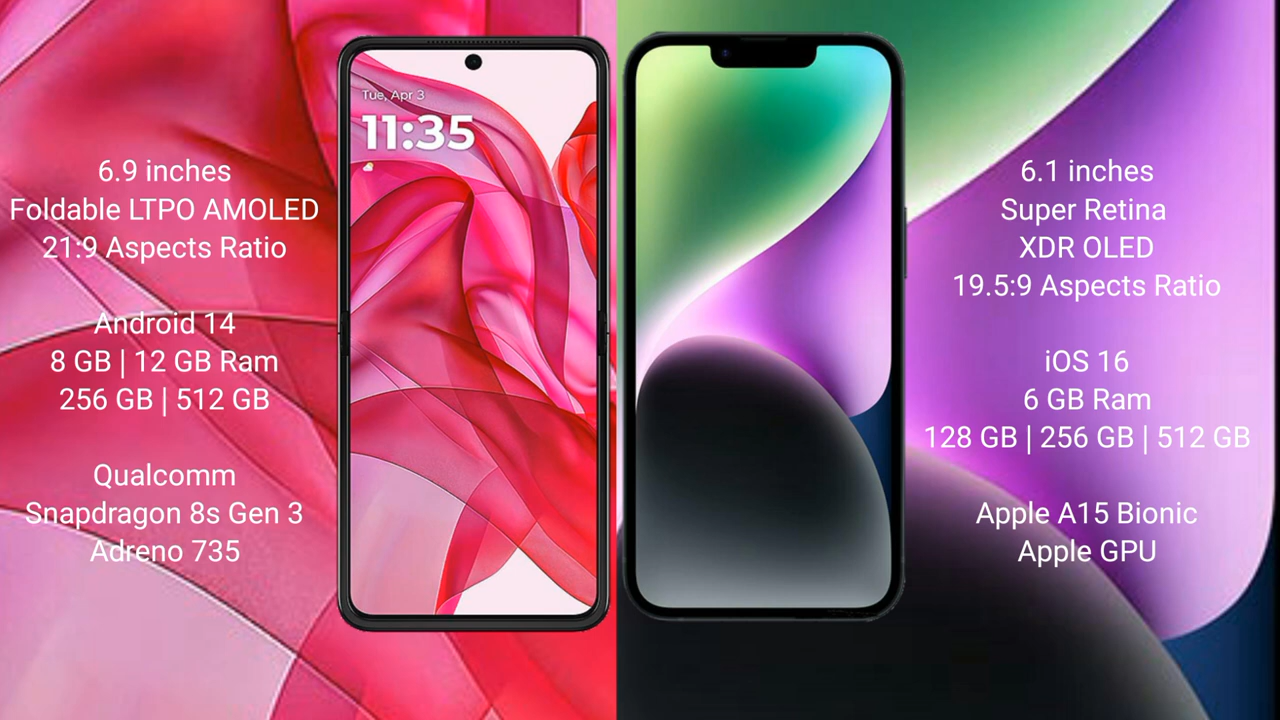 6.9 inches
Foldable LTPO AMOLED
21:9 Aspects Ratio
Android 14
8 GB | 12 GB Ram
256 GB | 512 GB
Qualcomm
Snapdragon 8s Gen 3
Adreno 735
Tue, Apr 3
11:35
6.1 inches
Super Retina
XDR OLED
19.5:9 Aspects Ratio
iOS 16
6 GB Ram
128 GB | 256 GB | 512 GB
Apple A15 Bionic
Apple GPU